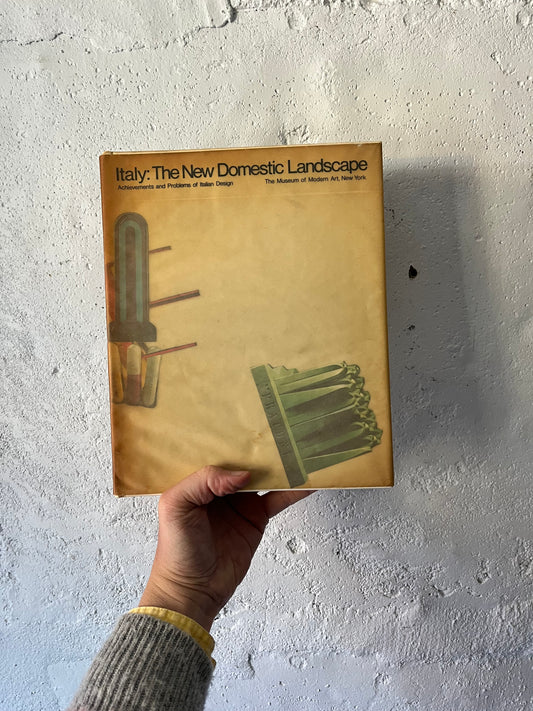 Italy: The New Domestic Landscape
Achievements and Problems of Italian Design The Museum of Modern Art, New York